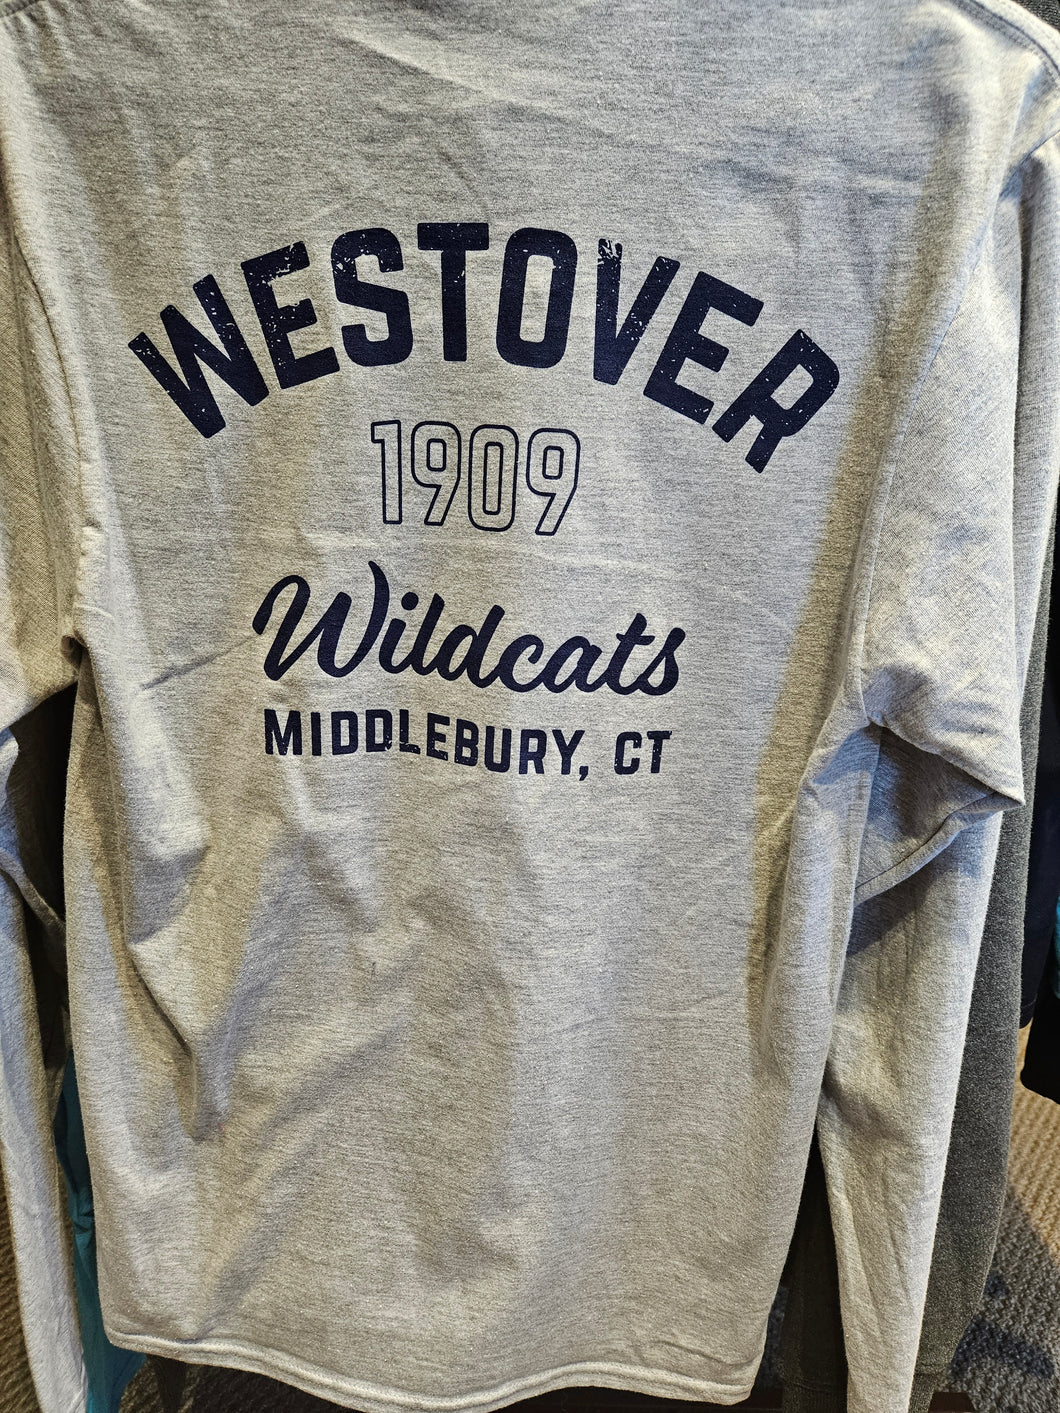 WESTOVER
1909
Wildcats
MIDDLEBURY, CT